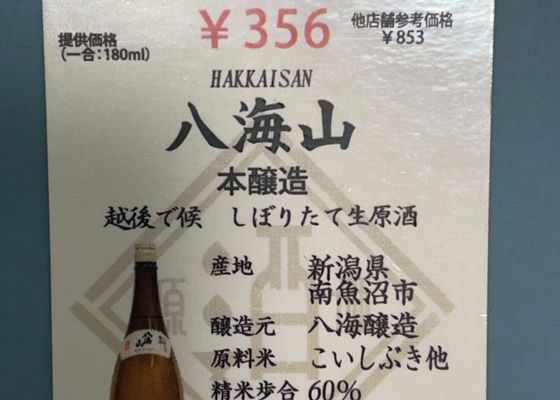 提供価格
(一合:180ml)
¥356
他店舗参考価格
¥853
HAKKAISAN
八海山
本醸造
越後で候 しぼりたて生原酒
産地 新潟県
南魚沼市
醸造元 八海醸造
原料米 こいしぶき他
精米歩合 60%
八海山